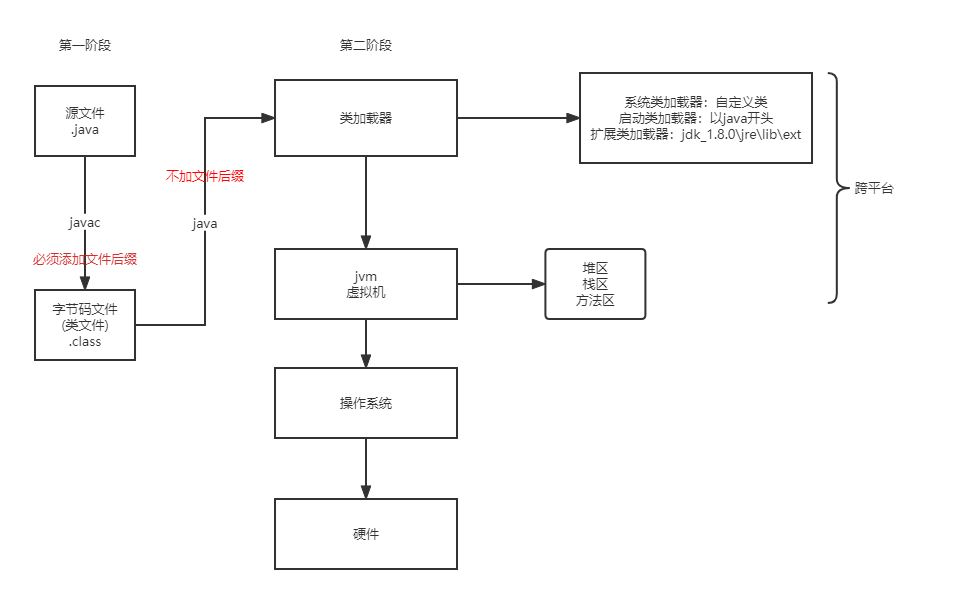 第一阶段
第二阶段
源文件
.java
类加载器
系统类加载器：自定义类
启动类加载器：以java开头
扩展类加载器：jdk_1.8.0\jre\lib\ext
不加文件后缀
跨平台
javac
java
必须添加文件后缀
jvm
虚拟机
堆区
栈区
方法区
字节码文件
(类文件)
.class
操作系统
硬件